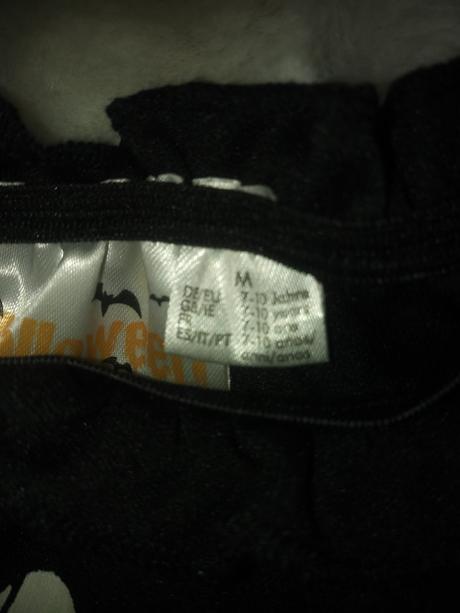 M
DE/EU 7-10 Jahre
GB/IE 7-10 years
FR 7-10 ans
ES/IT/PT 7-10 años/
anni/anos
Halloween